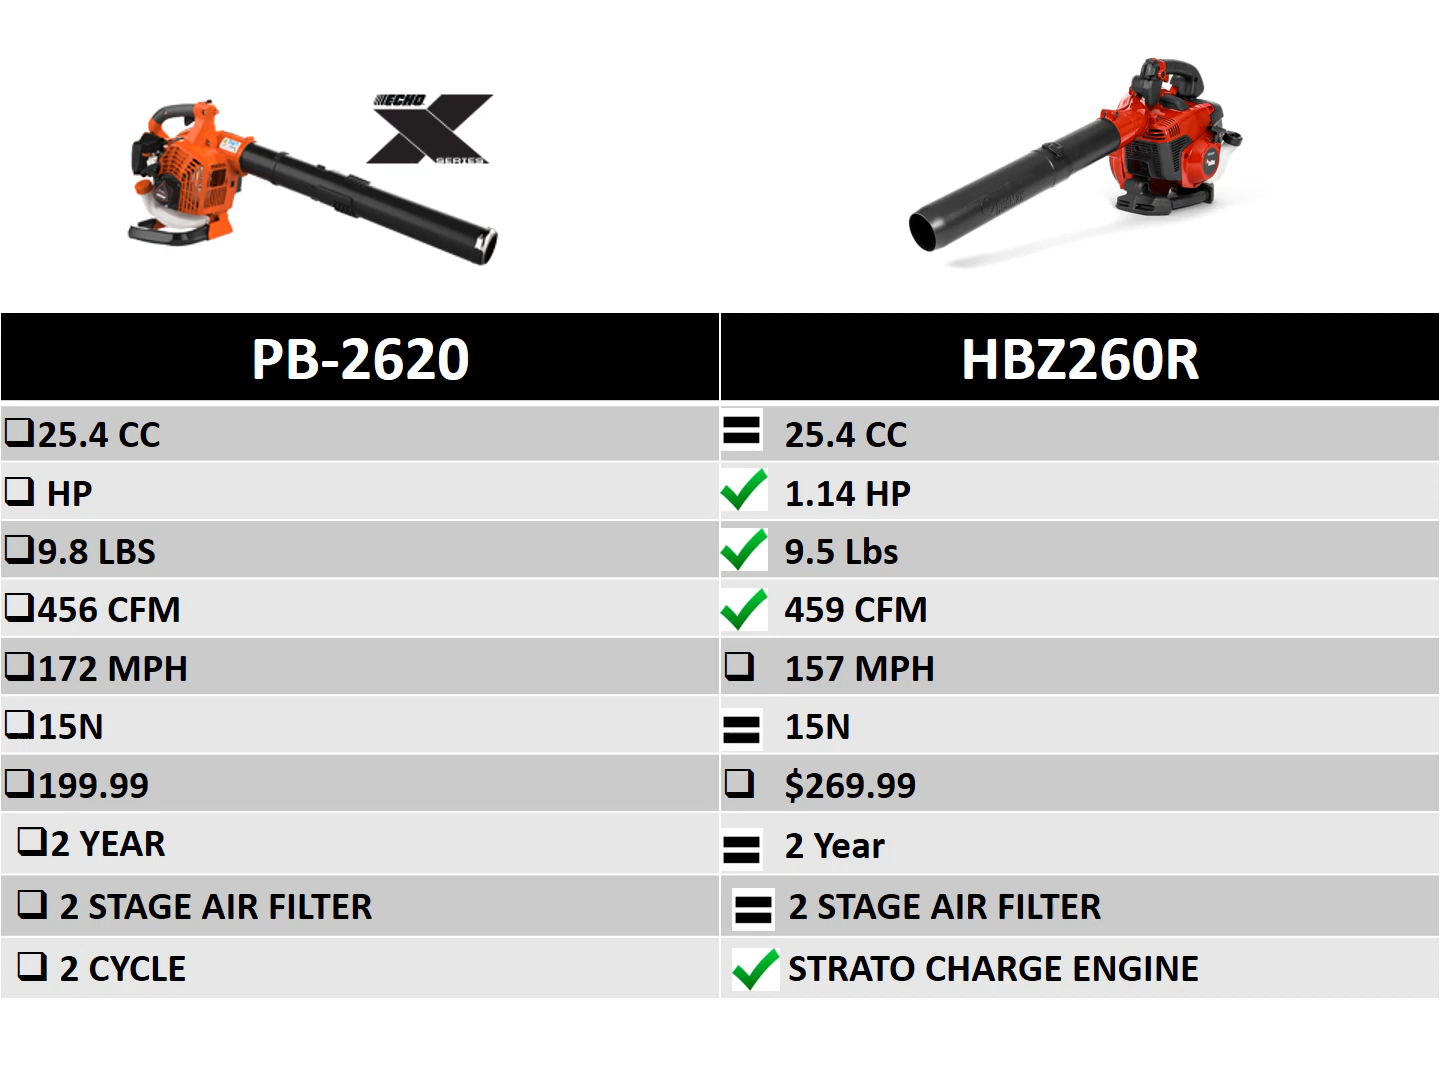 ECHO
X
SERIES
PB-2620
HBZ260R
25.4 CC
25.4 CC
HP
1.14 HP
9.8 LBS
9.5 Lbs
456 CFM
459 CFM
172 MPH
157 MPH
15N
15N
199.99
$269.99
2 YEAR
2 Year
2 STAGE AIR FILTER
2 STAGE AIR FILTER
2 CYCLE
STRATO CHARGE ENGINE